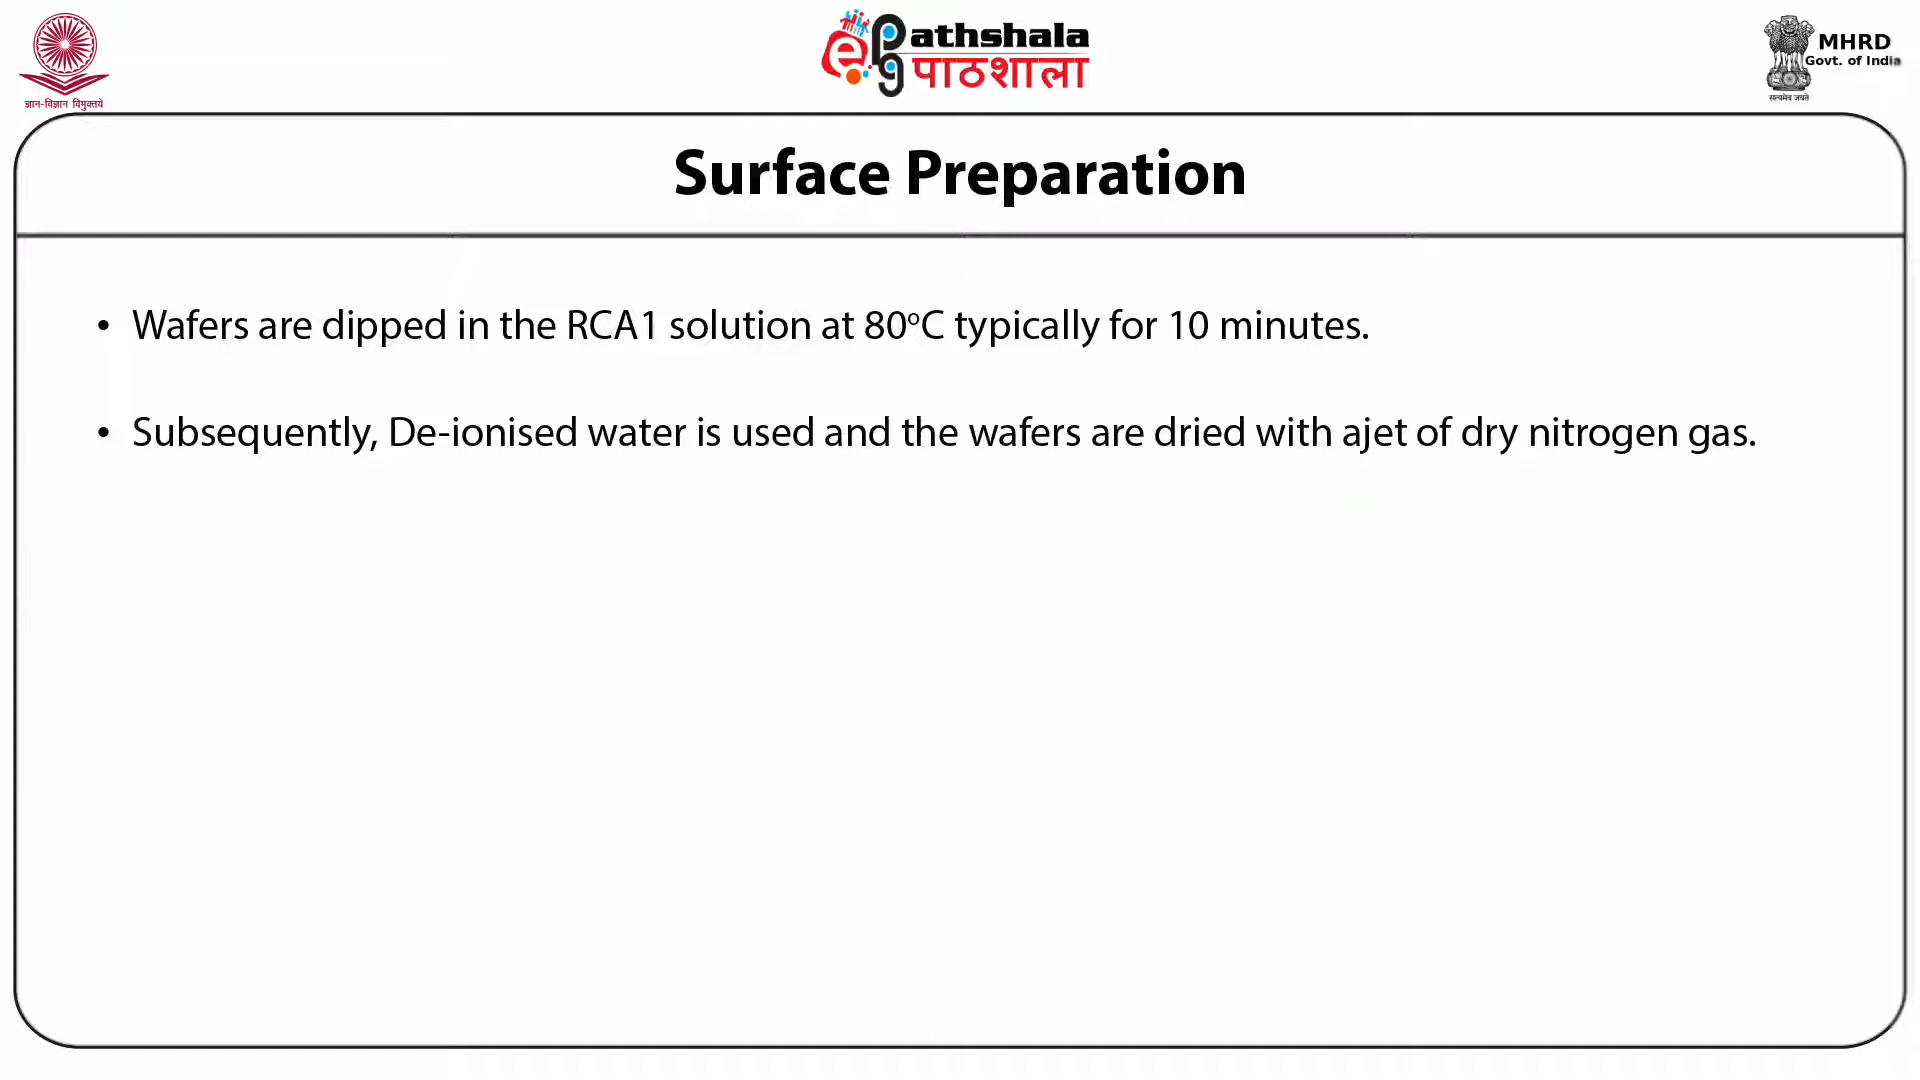 ज्ञान-विज्ञान विमुक्तये
epg Pathshala
पाठशाला
MHRD
Govt. of India
सत्यमेव जयते
Surface Preparation
• Wafers are dipped in the RCA1 solution at 80ºC typically for 10 minutes.
• Subsequently, De-ionised water is used and the wafers are dried with ajet of dry nitrogen gas.